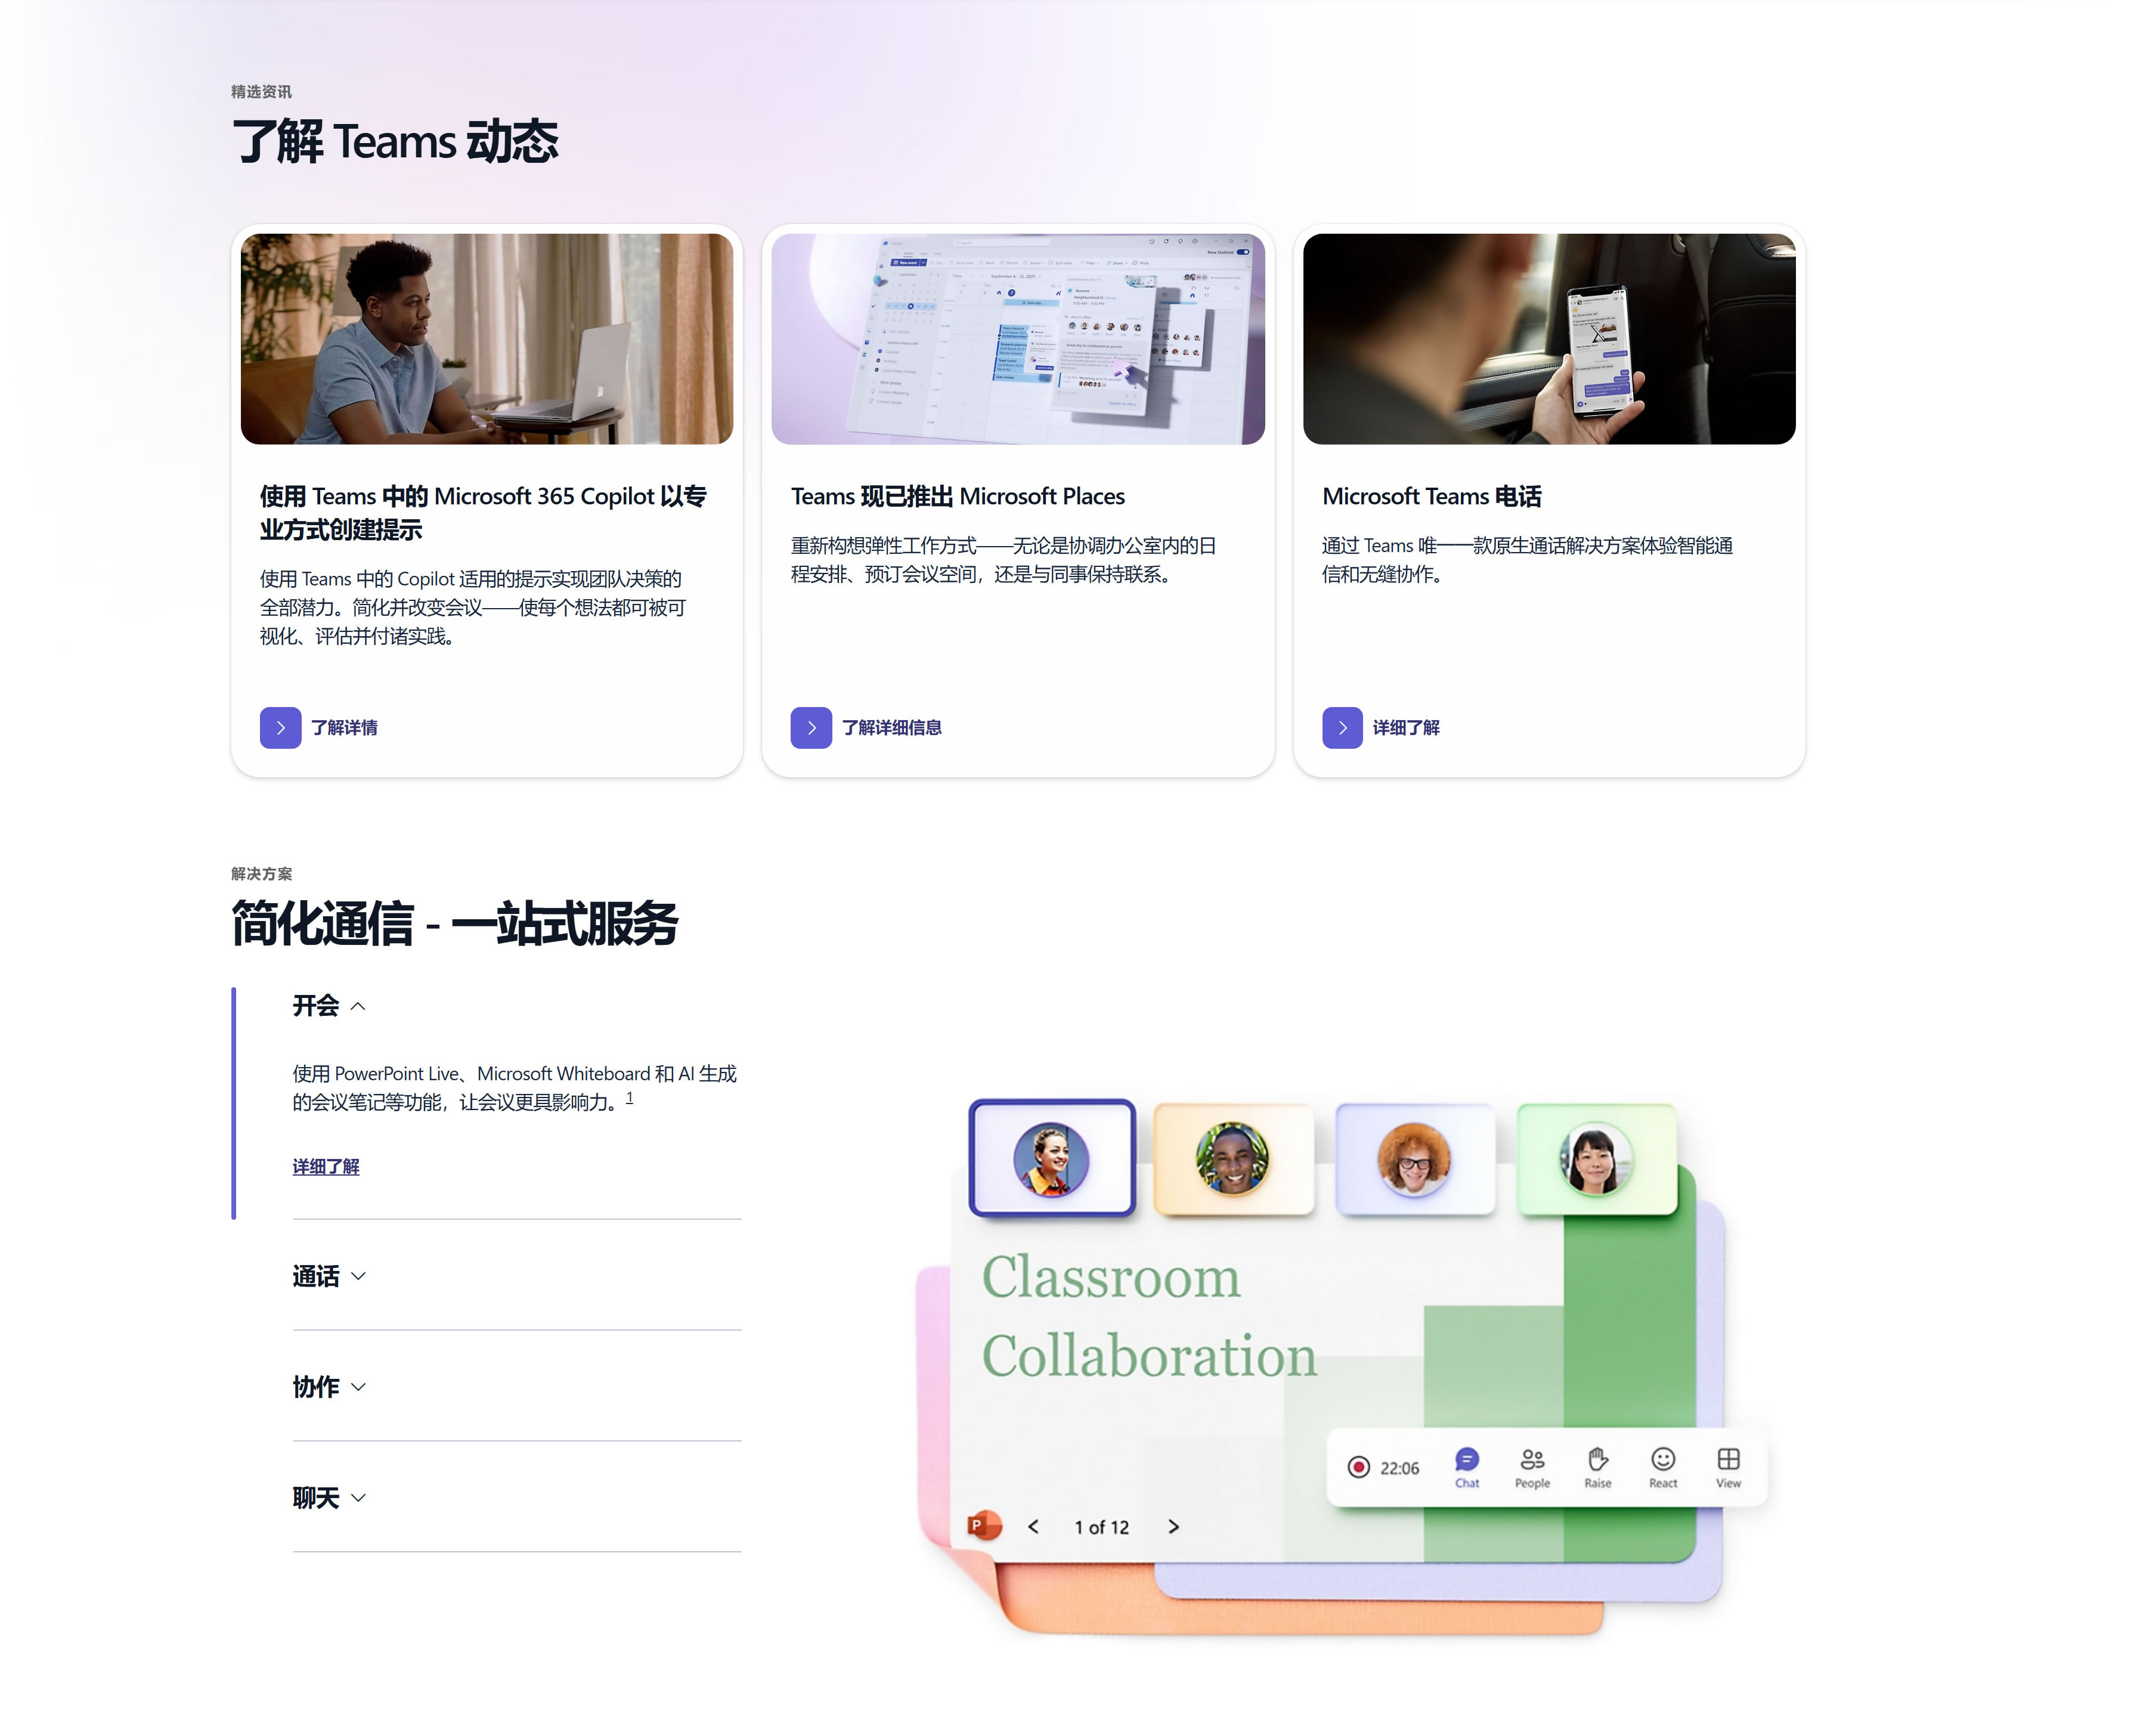 精选资讯
了解 Teams 动态
使用 Teams 中的 Microsoft 365 Copilot 以专
业方式创建提示
使用 Teams 中的 Copilot 适用的提示实现团队决策的
全部潜力。简化并改变会议——使每个想法都可被可
视化、评估并付诸实践。
了解详情
Teams 现已推出 Microsoft Places
重新构想弹性工作方式——无论是协调办公室内的日
程安排、预订会议空间，还是与同事保持联系。
了解详细信息
Microsoft Teams 电话
通过 Teams 唯一一款原生通话解决方案体验智能通
信和无缝协作。
详细了解
解决方案
简化通信 - 一站式服务
开会
使用 PowerPoint Live、Microsoft Whiteboard 和 AI 生成
的会议笔记等功能，让会议更具影响力。1
详细了解
通话
协作
聊天
Classroom
Collaboration
22:06
Chat
People
Raise
React
View
P
1 of 12